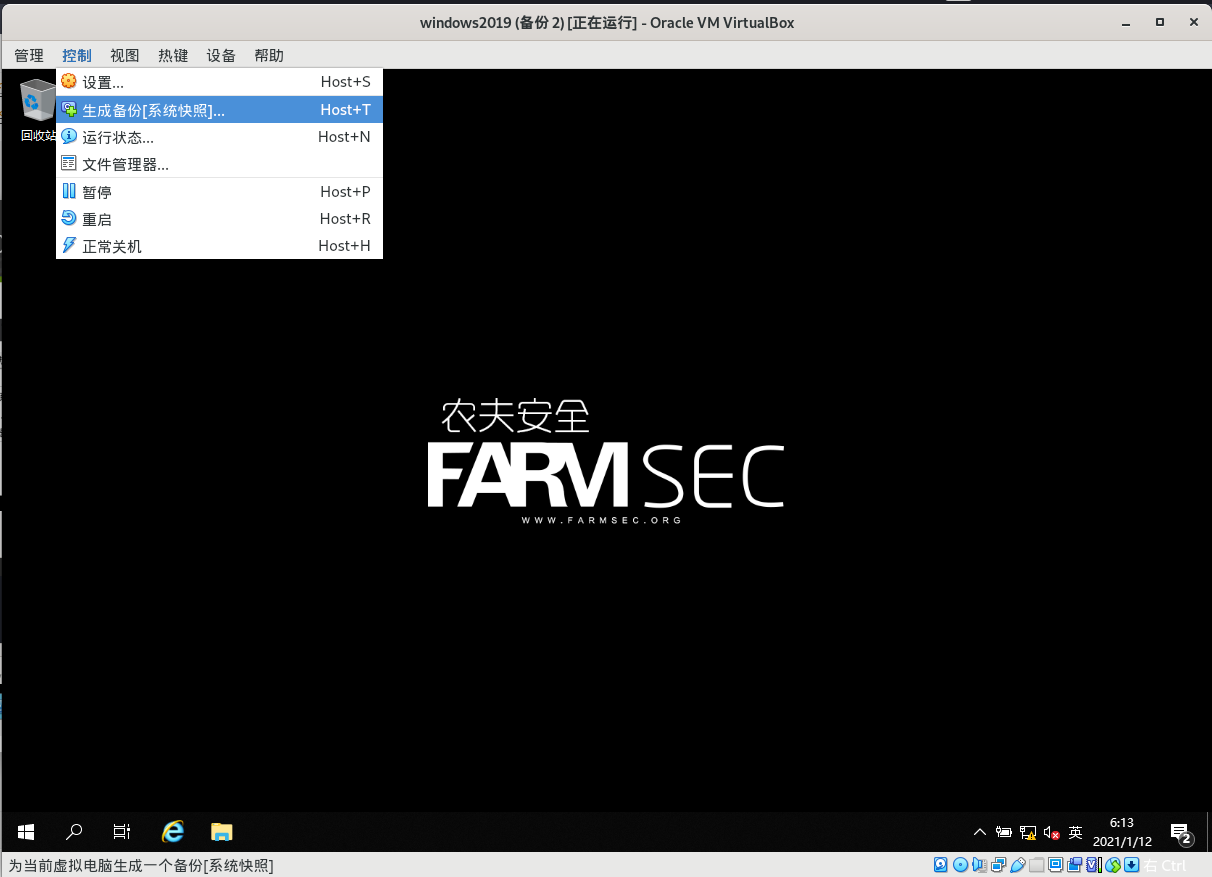 windows2019 (备份 2) [正在运行] - Oracle VM VirtualBox
管理 控制 视图 热键 设备 帮助
设置... Host+S
生成备份[系统快照]... Host+T
运行状态... Host+N
文件管理器...
暂停 Host+P
重启 Host+R
正常关机 Host+H
回收站
农夫安全
FARMSEC
WWW.FARMSEC.ORG
英
6:13
2021/1/12
2
为当前虚拟电脑生成一个备份[系统快照]
右 Ctrl